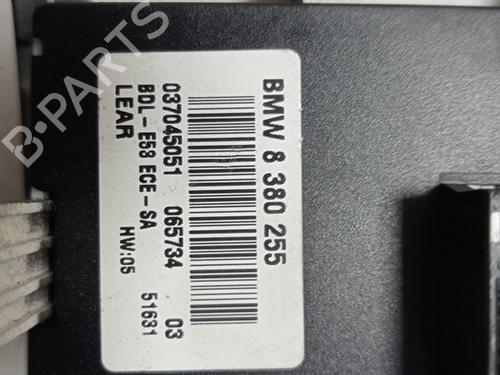 BMW 8 380 255
037045051 065734 03
BDL-E53 ECE-SA 51631
LEAR HW:05
B-PARTS